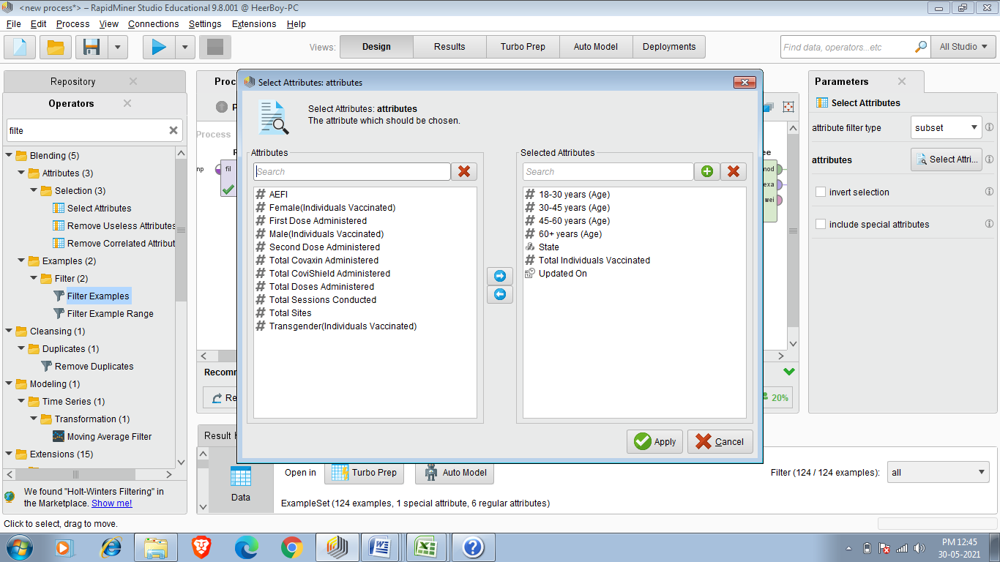 <new process*> – RapidMiner Studio Educational 9.8.001 @ HeerBoy-PC
File Edit Process View Connections Settings Extensions Help
Views: Design Results Turbo Prep Auto Model Deployments Find data, operators...etc All Studio
Repository
Operators
filte
Blending (5)
Attributes (3)
Selection (3)
Select Attributes
Remove Useless Attributes
Remove Correlated Attribut
Examples (2)
Filter (2)
Filter Examples
Filter Example Range
Cleansing (1)
Duplicates (1)
Remove Duplicates
Modeling (1)
Time Series (1)
Transformation (1)
Moving Average Filter
Extensions (15)
We found "Holt-Winters Filtering" in
the Marketplace. Show me!
Click to select, drag to move.
Proc
P
Process
R
np
fil
Recomm
Re
Select Attributes: attributes
Select Attributes: attributes
The attribute which should be chosen.
Attributes
Search
AEFI
Female(Individuals Vaccinated)
First Dose Administered
Male(Individuals Vaccinated)
Second Dose Administered
Total Covaxin Administered
Total CoviShield Administered
Total Doses Administered
Total Sessions Conducted
Total Sites
Transgender(Individuals Vaccinated)
Selected Attributes
Search
18-30 years (Age)
30-45 years (Age)
45-60 years (Age)
60+ years (Age)
State
Total Individuals Vaccinated
Updated On
Apply Cancel
ee
mod
exa
wei
20%
Parameters
Select Attributes
attribute filter type subset
attributes Select Attri...
invert selection
include special attributes
Result H
Data
Open in Turbo Prep Auto Model Filter (124 / 124 examples): all
ExampleSet (124 examples, 1 special attribute, 6 regular attributes)
PM 12:45
30-05-2021